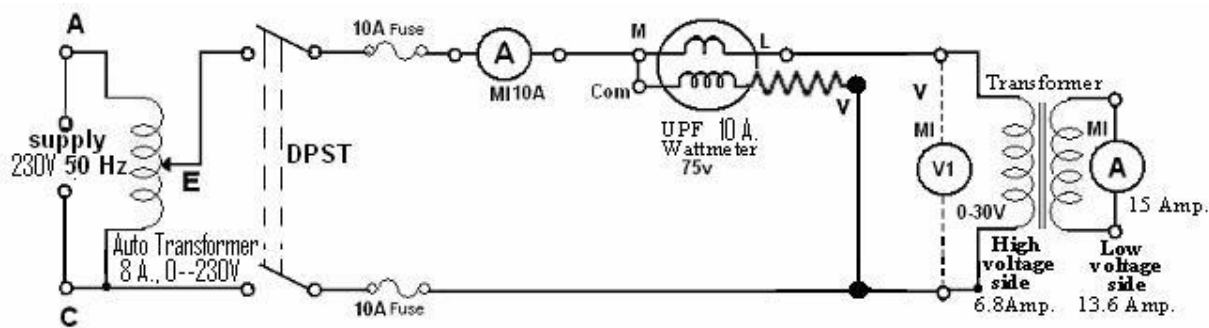 A
supply
230V 50 Hz
C
E
Auto Transformer
8 A., 0--230V
DPST
10A Fuse
10A Fuse
A
MI 10A
M
L
Com
V
UPF 10 A.
Wattmeter
75v
V
MI
V1
0-30V
Transformer
MI
A
15 Amp.
High
voltage
side
6.8Amp.
Low
voltage
side
13.6 Amp.